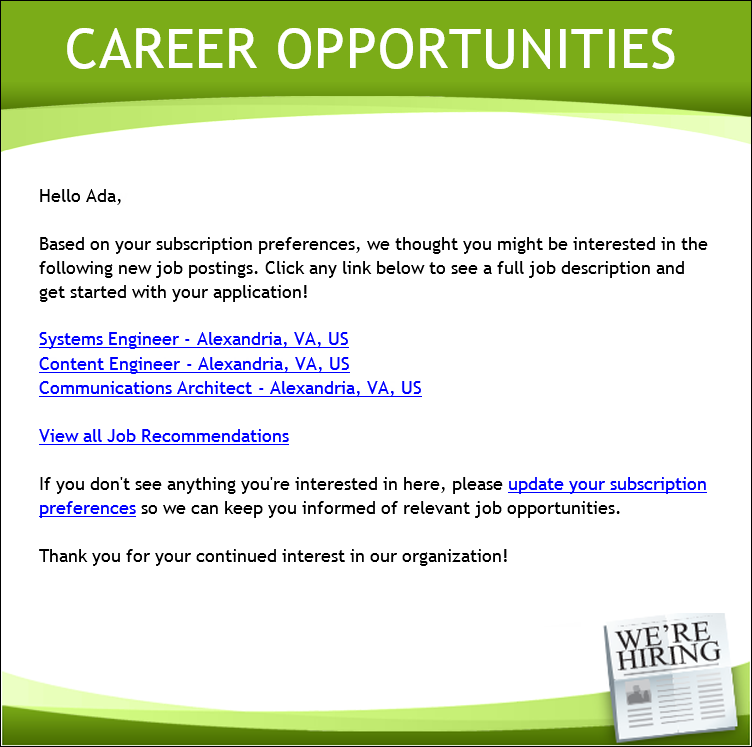 CAREER OPPORTUNITIES
Hello Ada,
Based on your subscription preferences, we thought you might be interested in the
following new job postings. Click any link below to see a full job description and
get started with your application!
Systems Engineer - Alexandria, VA, US
Content Engineer - Alexandria, VA, US
Communications Architect - Alexandria, VA, US
View all Job Recommendations
If you don't see anything you're interested in here, please update your subscription
preferences so we can keep you informed of relevant job opportunities.
Thank you for your continued interest in our organization!
WE'RE
HIRING